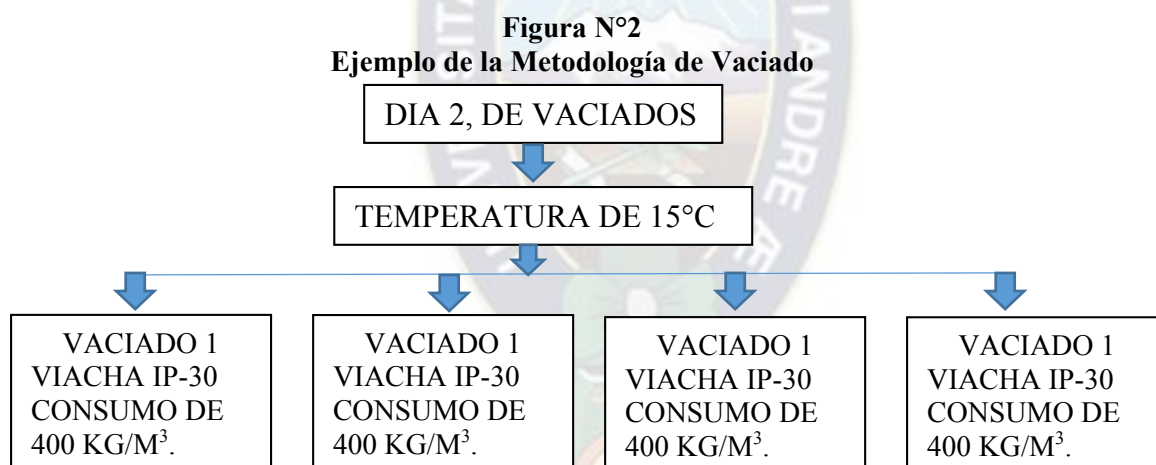 Figura N°2
Ejemplo de la Metodología de Vaciado
DIA 2, DE VACIADOS
TEMPERATURA DE 15°C
VACIADO 1
VIACHA IP-30
CONSUMO DE
400 KG/M³.
VACIADO 1
VIACHA IP-30
CONSUMO DE
400 KG/M³.
VACIADO 1
VIACHA IP-30
CONSUMO DE
400 KG/M³.
VACIADO 1
VIACHA IP-30
CONSUMO DE
400 KG/M³.